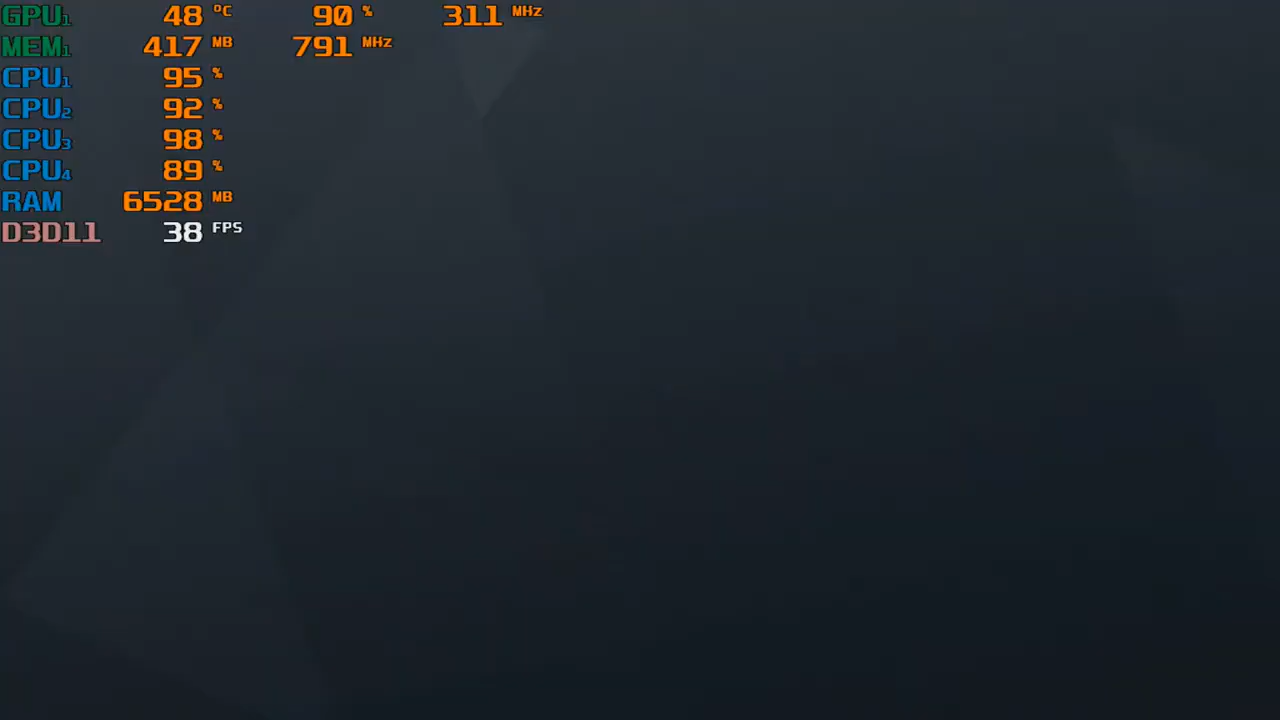 GPU1 48 °C 90 % 311 MHz
MEM1 417 MB 791 MHz
CPU1 95 %
CPU2 92 %
CPU3 98 %
CPU4 89 %
RAM 6528 MB
D3D11 38 FPS